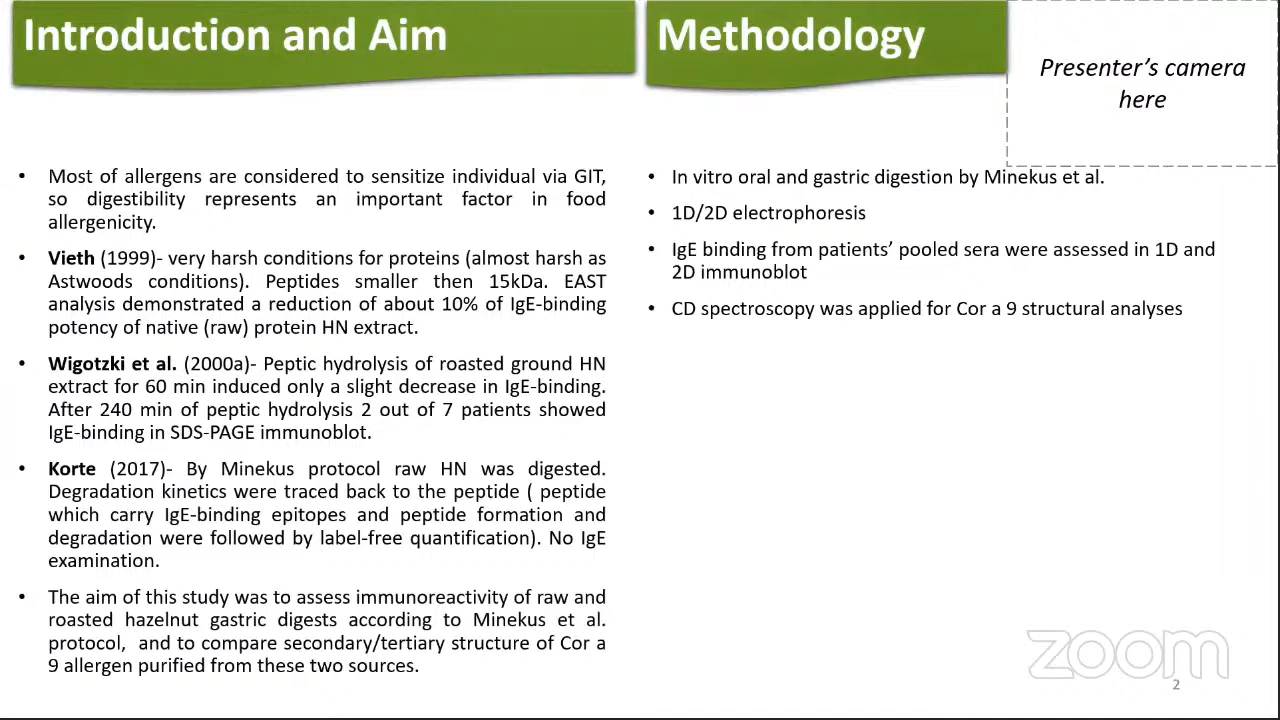 Introduction and Aim
Methodology
Presenter's camera
here
• Most of allergens are considered to sensitize individual via GIT,
so digestibility represents an important factor in food
allergenicity.
• Vieth (1999)- very harsh conditions for proteins (almost harsh as
Astwoods conditions). Peptides smaller then 15kDa. EAST
analysis demonstrated a reduction of about 10% of IgE-binding
potency of native (raw) protein HN extract.
• Wigotzki et al. (2000a)- Peptic hydrolysis of roasted ground HN
extract for 60 min induced only a slight decrease in IgE-binding.
After 240 min of peptic hydrolysis 2 out of 7 patients showed
IgE-binding in SDS-PAGE immunoblot.
• Korte (2017)- By Minekus protocol raw HN was digested.
Degradation kinetics were traced back to the peptide ( peptide
which carry IgE-binding epitopes and peptide formation and
degradation were followed by label-free quantification). No IgE
examination.
• The aim of this study was to assess immunoreactivity of raw and
roasted hazelnut gastric digests according to Minekus et al.
protocol, and to compare secondary/tertiary structure of Cor a
9 allergen purified from these two sources.
• In vitro oral and gastric digestion by Minekus et al.
• 1D/2D electrophoresis
• IgE binding from patients' pooled sera were assessed in 1D and
2D immunoblot
• CD spectroscopy was applied for Cor a 9 structural analyses
zoom
2